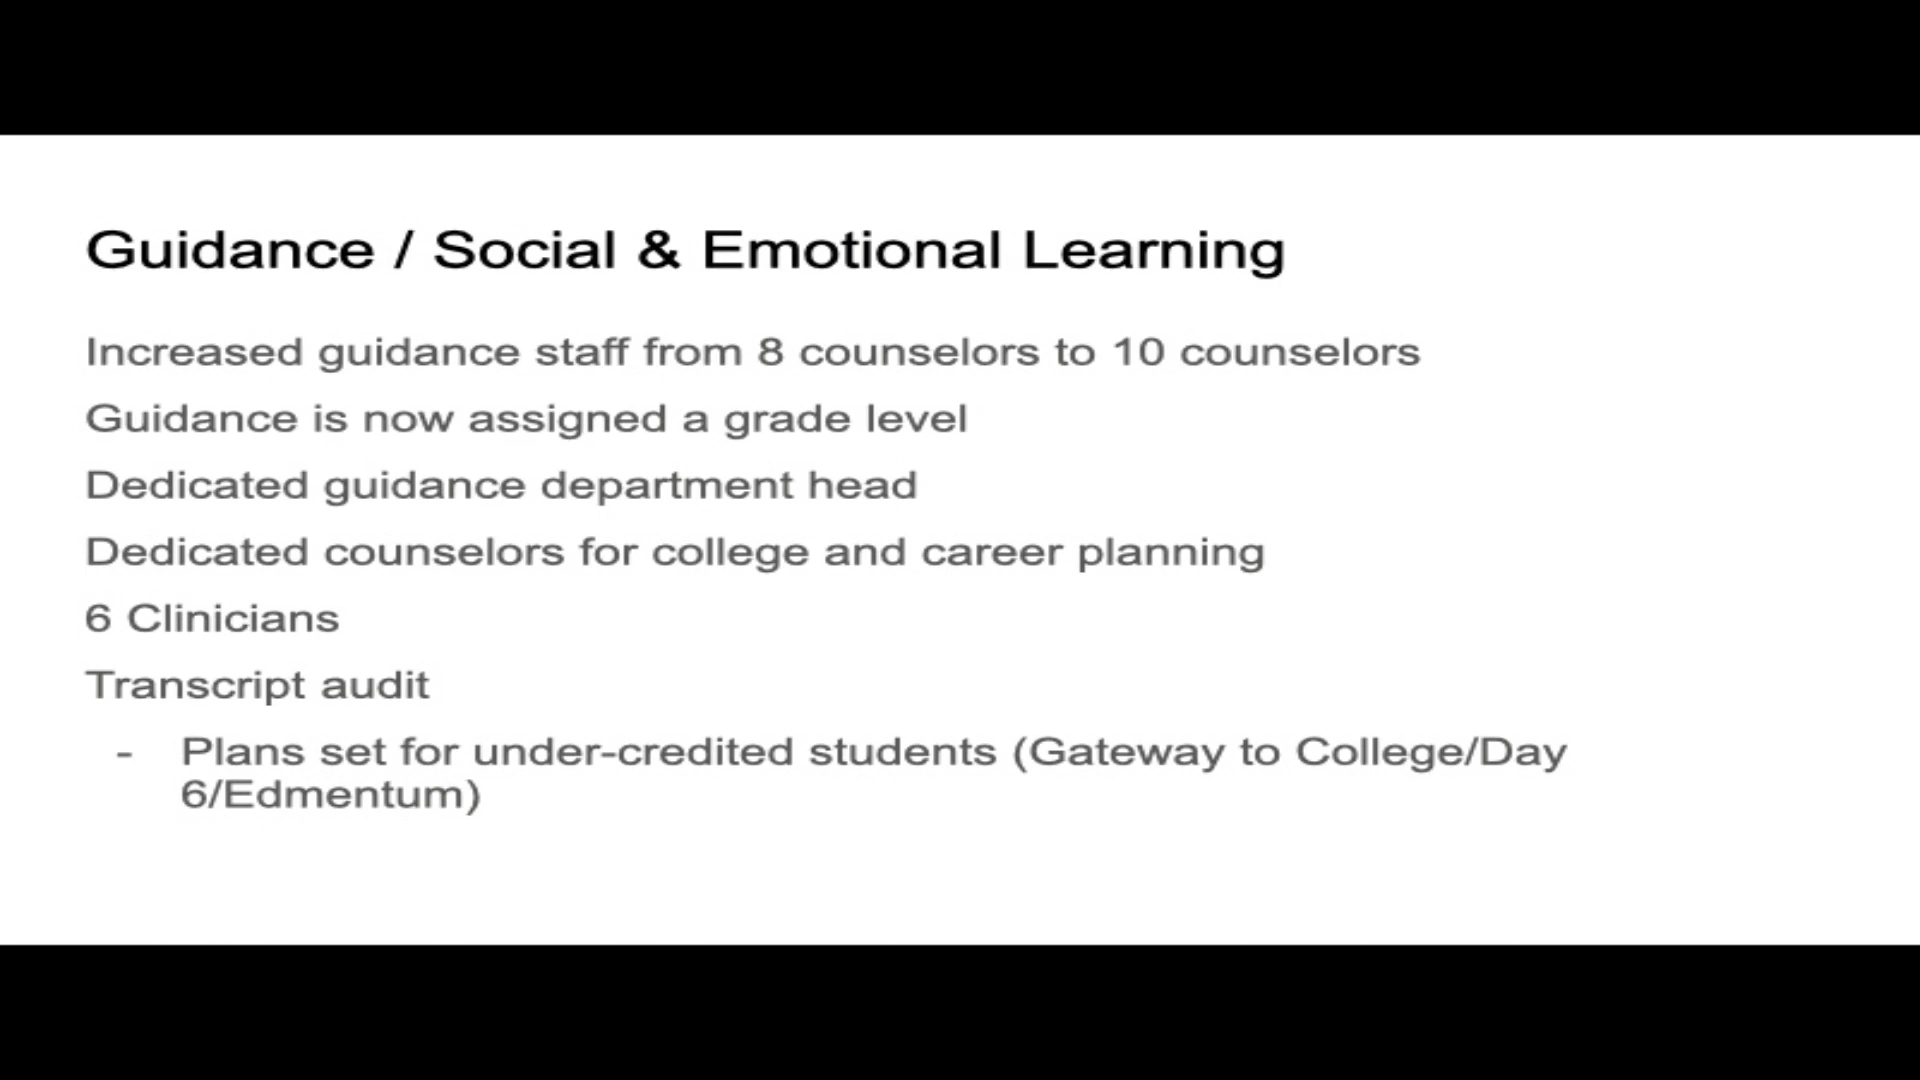 Guidance / Social & Emotional Learning
Increased guidance staff from 8 counselors to 10 counselors
Guidance is now assigned a grade level
Dedicated guidance department head
Dedicated counselors for college and career planning
6 Clinicians
Transcript audit
- Plans set for under-credited students (Gateway to College/Day
6/Edmentum)